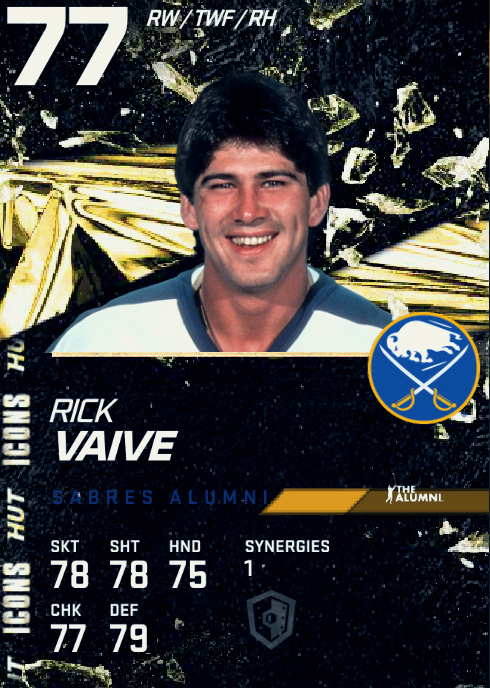 77
RW / TWF / RH
RICK
VAIVE
SABRES ALUMNI
THE
ALUMNI
SKT SHT HND SYNERGIES
78 78 75 1
CHK DEF
77 79
HUT
ICONS
HUT
ICONS